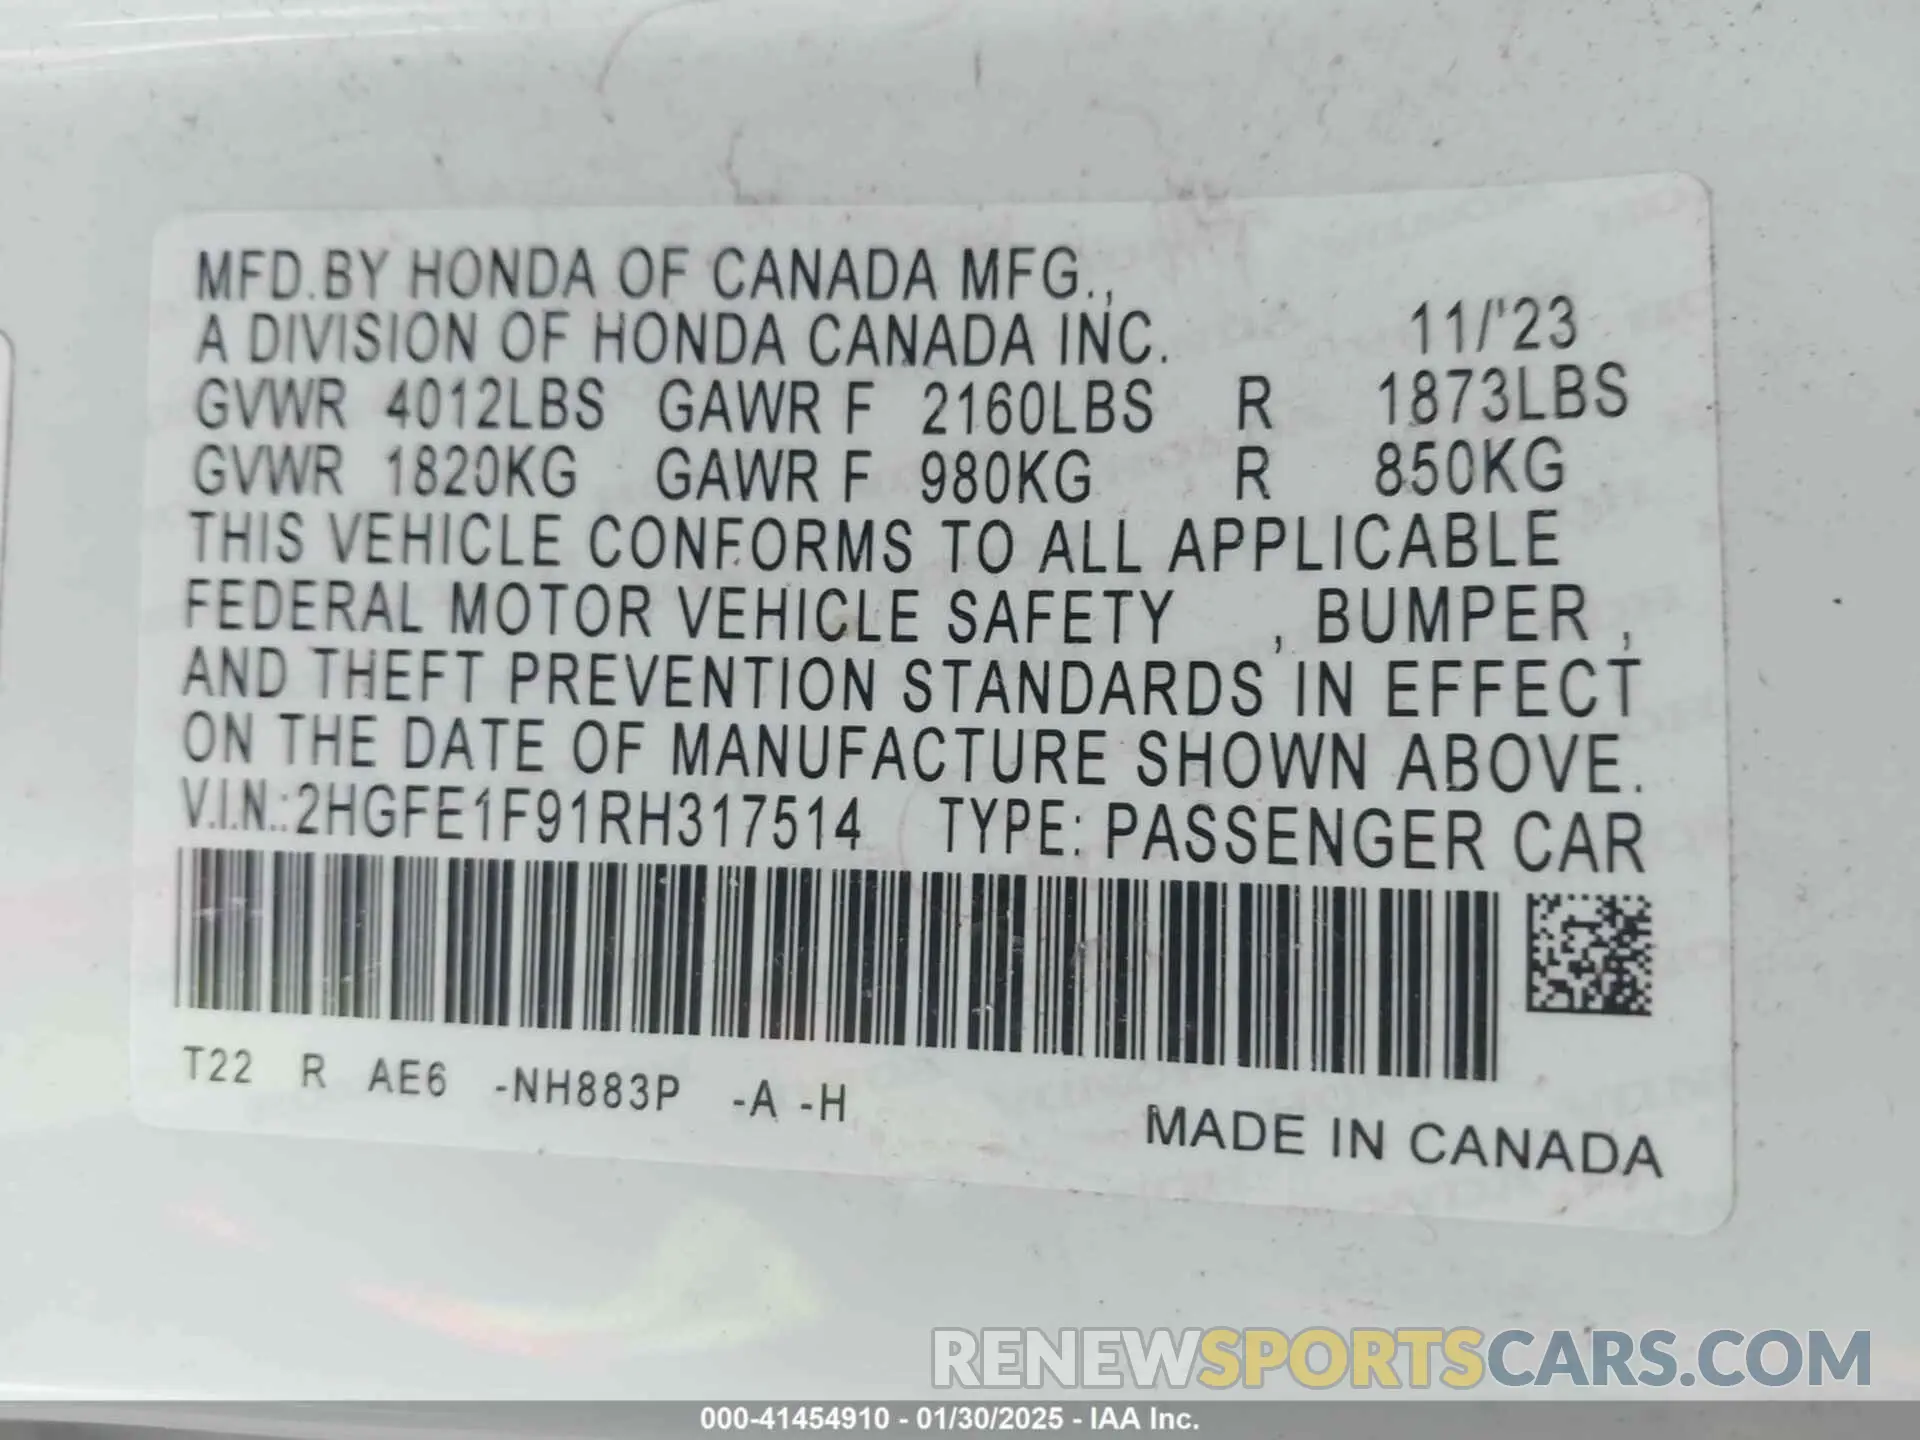 MFD.BY HONDA OF CANADA MFG.,
A DIVISION OF HONDA CANADA INC. 11/'23
GVWR 4012LBS GAWR F 2160LBS R 1873LBS
GVWR 1820KG GAWR F 980KG R 850KG
THIS VEHICLE CONFORMS TO ALL APPLICABLE
FEDERAL MOTOR VEHICLE SAFETY , BUMPER ,
AND THEFT PREVENTION STANDARDS IN EFFECT
ON THE DATE OF MANUFACTURE SHOWN ABOVE.
V.I.N.:2HGFE1F91RH317514 TYPE: PASSENGER CAR
T22 R AE6 -NH883P -A -H
MADE IN CANADA
RENEWSPORTSCARS.COM
000-41454910 - 01/30/2025 - IAA Inc.